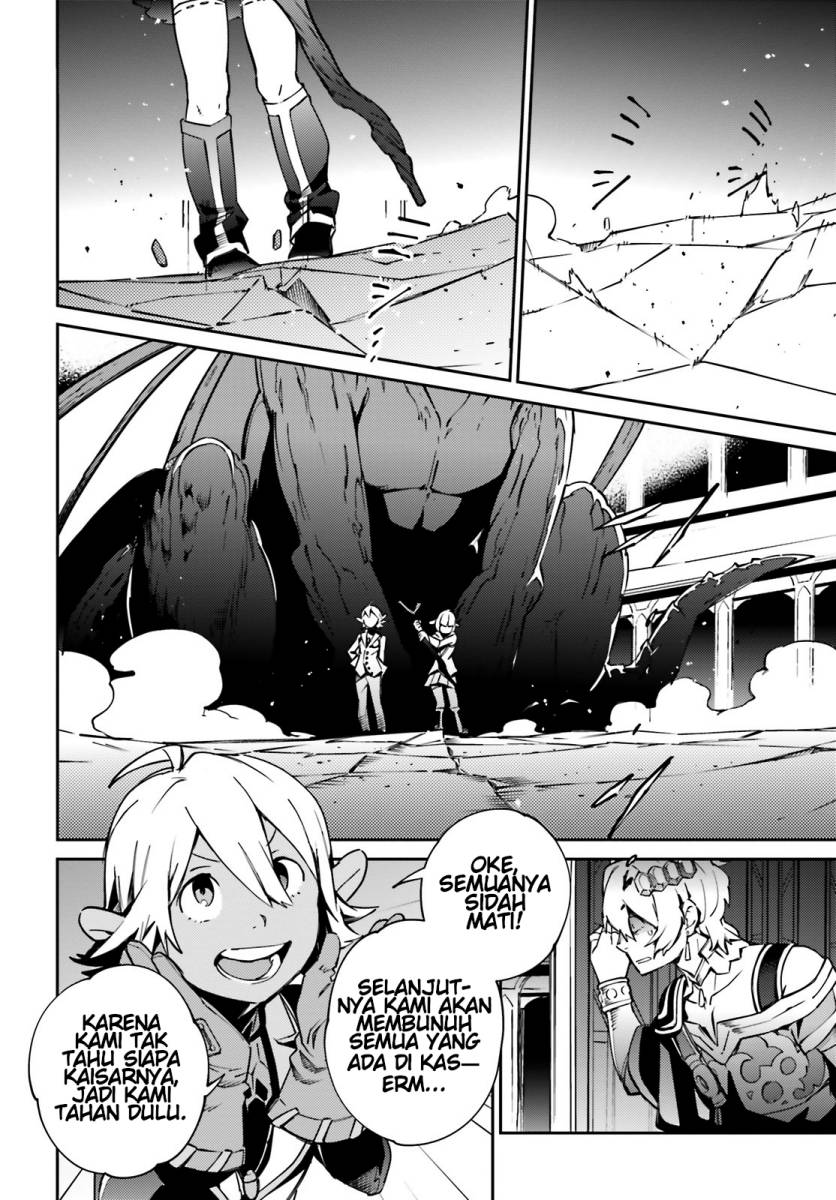 OKE,
SEMUANYA
SIDAH
MATI!
SELANJUT-
NYA KAMI AKAN
MEMBUNUH
SEMUA YANG
ADA DI KAS—
ERM...
KARENA
KAMI TAK
TAHU SIAPA
KAISARNYA,
JADI KAMI
TAHAN DULU.